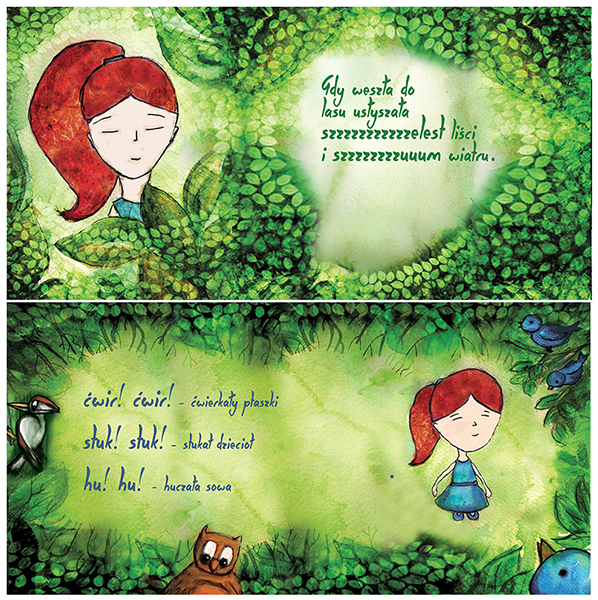 Gdy weszła do
lasu usłyszała
szzzzzzzzzzzelest liści
i szzzzzzzzuuum wiatru.
ćwir! ćwir! - ćwierkały ptaszki
stuk! stuk! - stukał dzięcioł
hu! hu! - huczała sowa